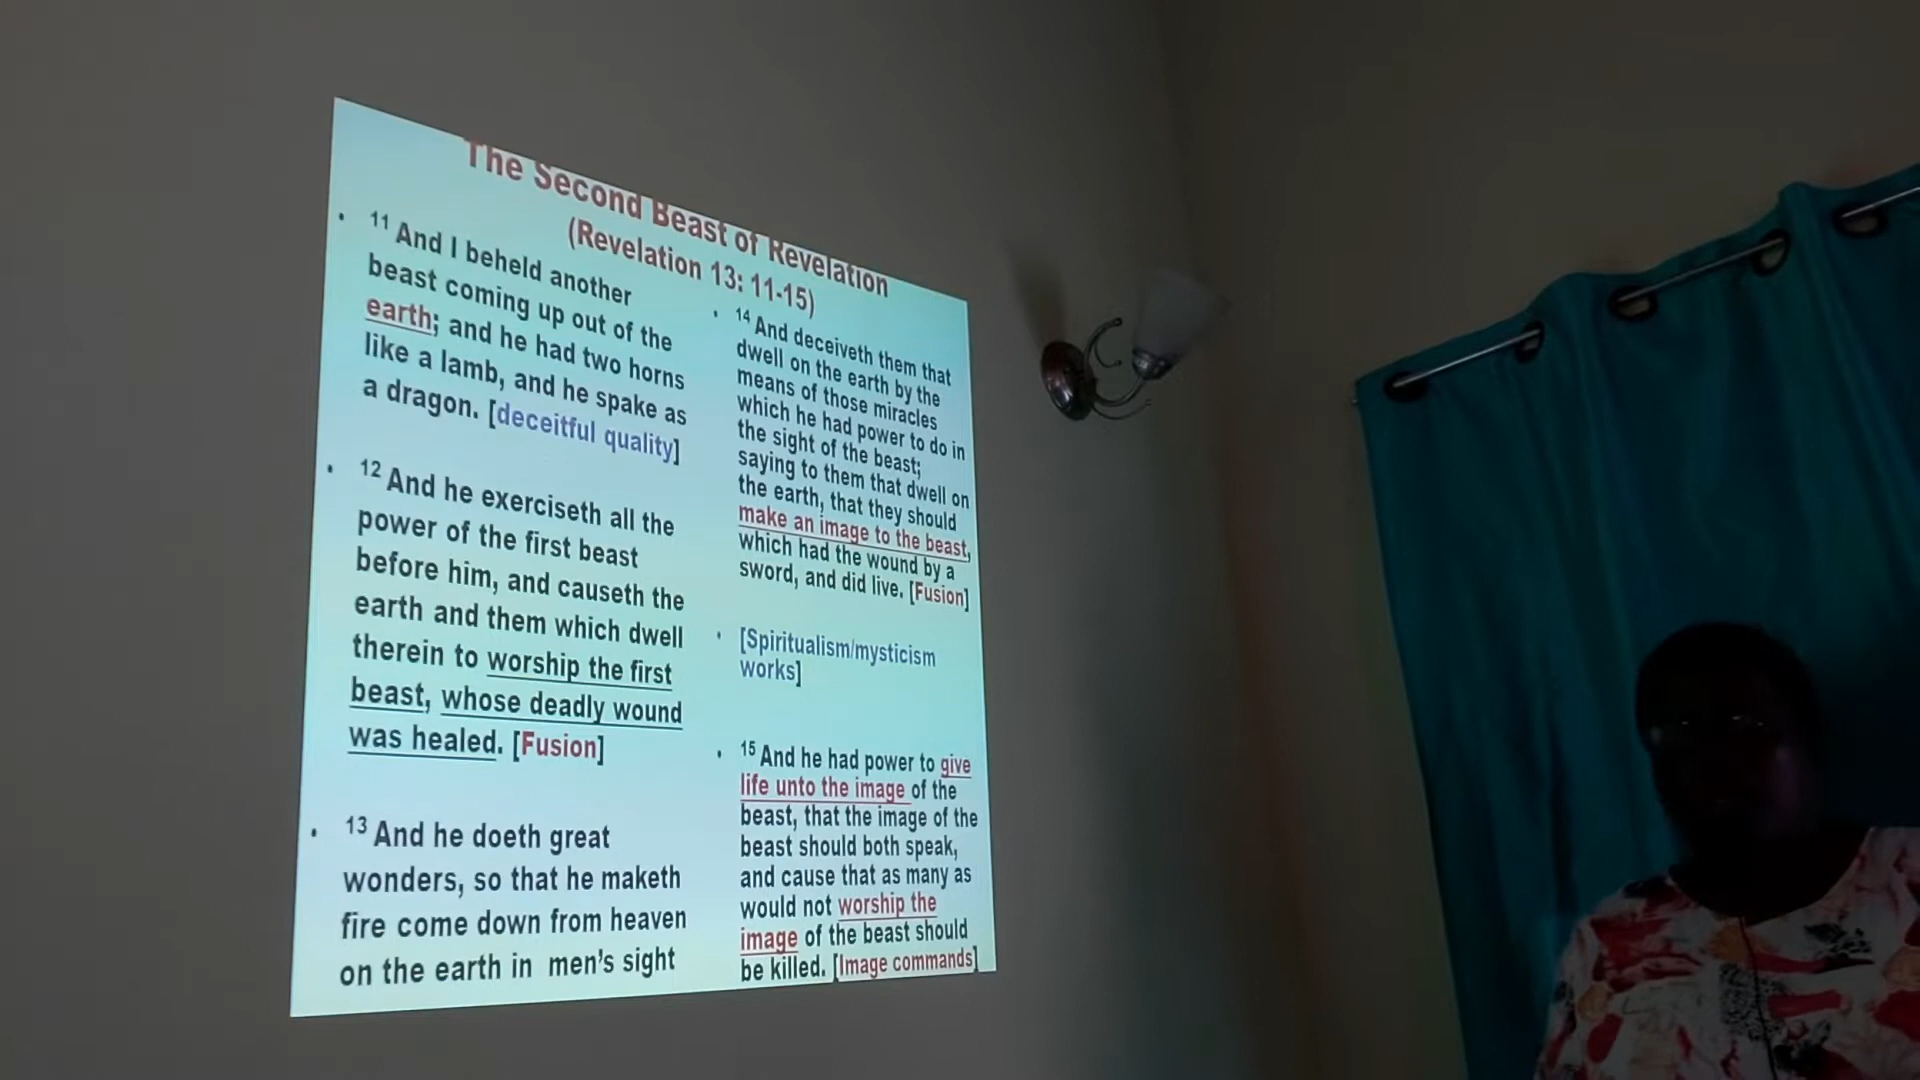 The Second Beast of Revelation
(Revelation 13: 11-15)
• 11 And I beheld another
beast coming up out of the
earth; and he had two horns
like a lamb, and he spake as
a dragon. [deceitful quality]
• 12 And he exerciseth all the
power of the first beast
before him, and causeth the
earth and them which dwell
therein to worship the first
beast, whose deadly wound
was healed. [Fusion]
• 13 And he doeth great
wonders, so that he maketh
fire come down from heaven
on the earth in men's sight
• 14 And deceiveth them that
dwell on the earth by the
means of those miracles
which he had power to do in
the sight of the beast;
saying to them that dwell on
the earth, that they should
make an image to the beast,
which had the wound by a
sword, and did live. [Fusion]
• [Spiritualism/mysticism
works]
• 15 And he had power to give
life unto the image of the
beast, that the image of the
beast should both speak,
and cause that as many as
would not worship the
image of the beast should
be killed. [Image commands]